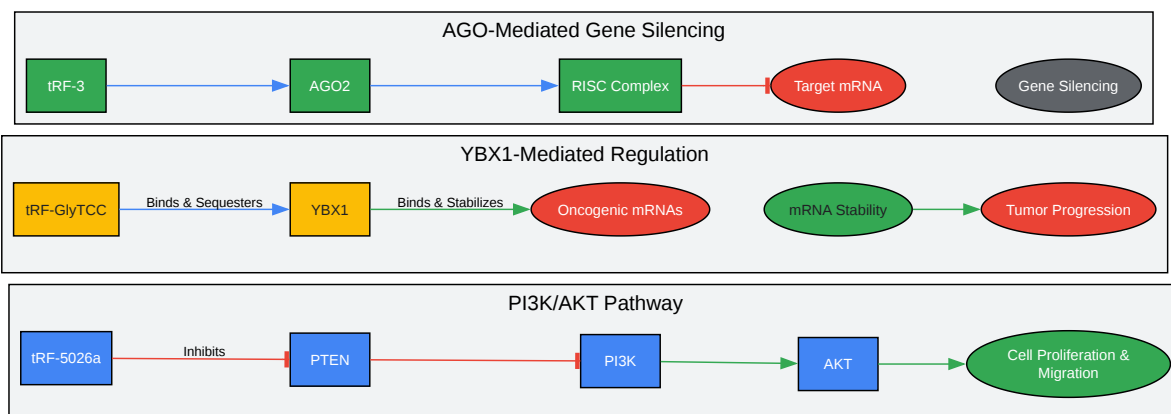 AGO-Mediated Gene Silencing
tRF-3
AGO2
RISC Complex
Target mRNA
Gene Silencing
YBX1-Mediated Regulation
tRF-GlyTCC
Binds & Sequesters
YBX1
Binds & Stabilizes
Oncogenic mRNAs
mRNA Stability
Tumor Progression
PI3K/AKT Pathway
tRF-5026a
Inhibits
PTEN
PI3K
AKT
Cell Proliferation &
Migration